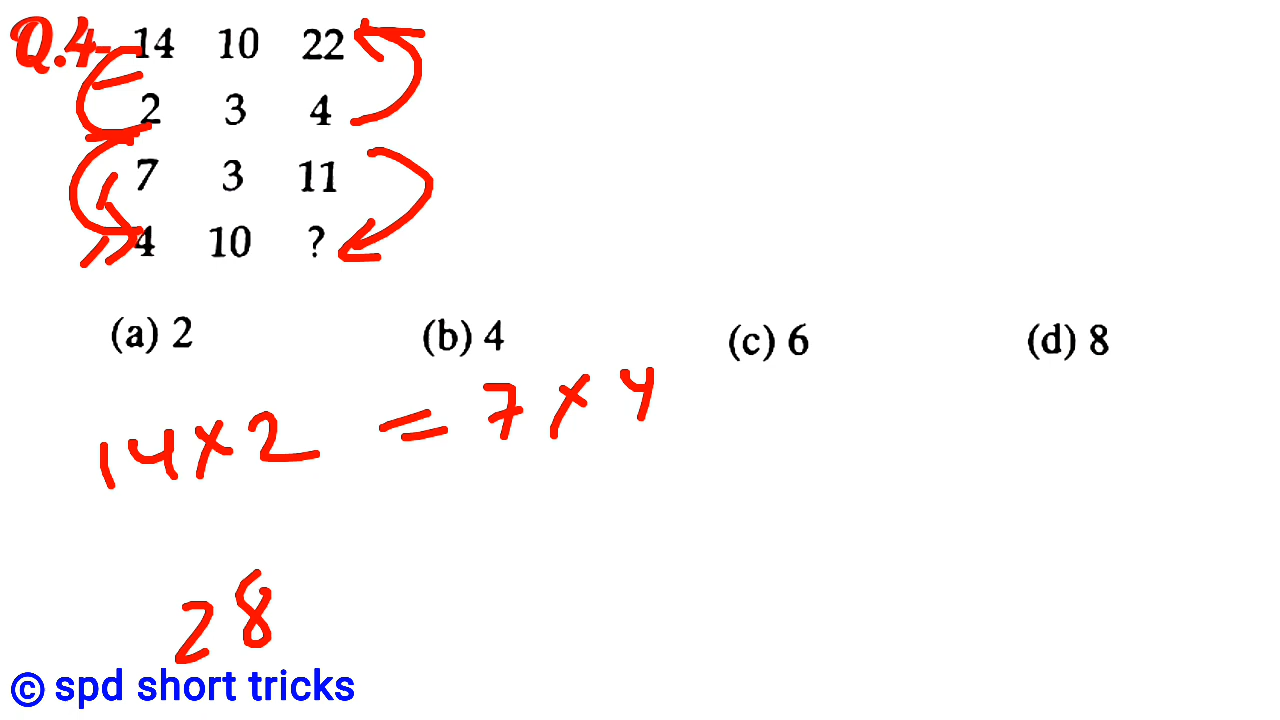 Q.4- 14 10 22
2 3 4
7 3 11
4 10 ?
(a) 2 (b) 4 (c) 6 (d) 8
14 × 2 = 7 × 4
28
© spd short tricks